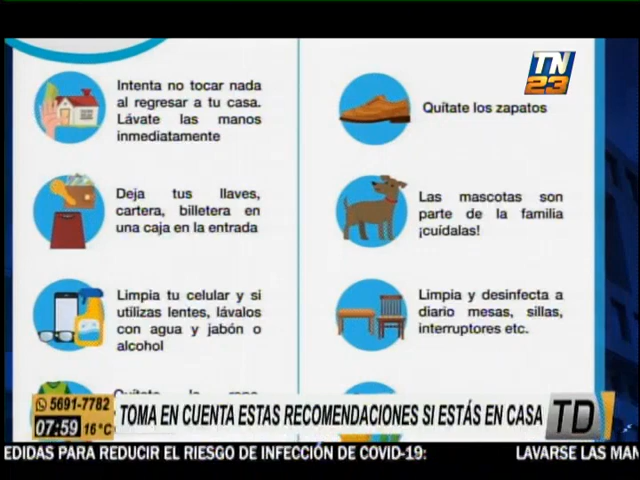 TN
23
Intenta no tocar nada
al regresar a tu casa.
Lávate las manos
inmediatamente
Quítate los zapatos
Deja tus llaves,
cartera, billetera en
una caja en la entrada
Las mascotas son
parte de la familia
¡cuídalas!
Limpia tu celular y si
utilizas lentes, lávalos
con agua y jabón o
alcohol
Limpia y desinfecta a
diario mesas, sillas,
interruptores etc.
5691-7782
07:59 16°C
TOMA EN CUENTA ESTAS RECOMENDACIONES SI ESTÁS EN CASA
TD
EDIDAS PARA REDUCIR EL RIESGO DE INFECCIÓN DE COVID-19: LAVARSE LAS MAN